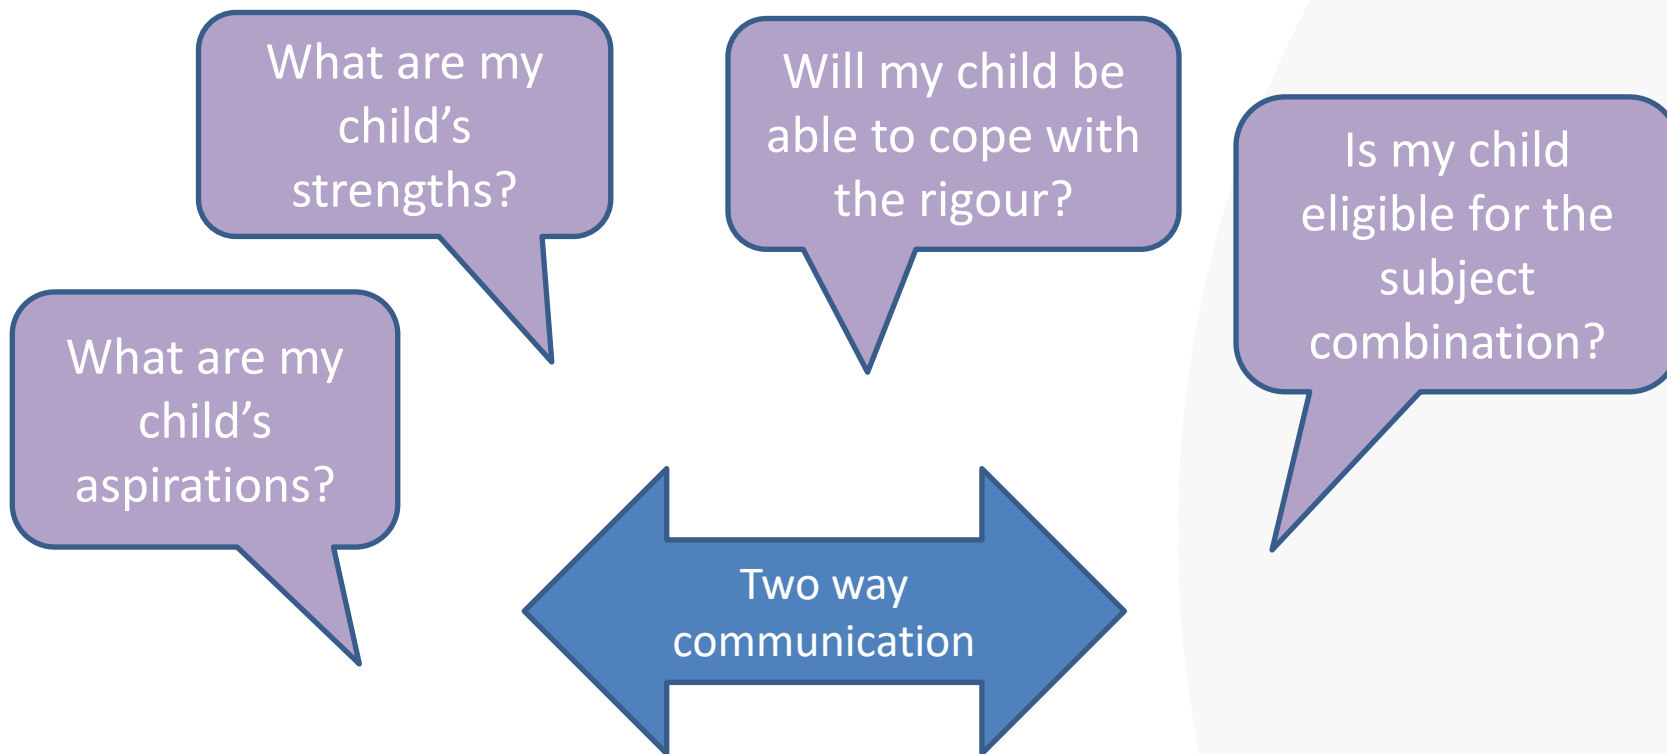 What are my
child’s
strengths?
Will my child be
able to cope with
the rigour?
Is my child
eligible for the
subject
combination?
What are my
child’s
aspirations?
Two way
communication